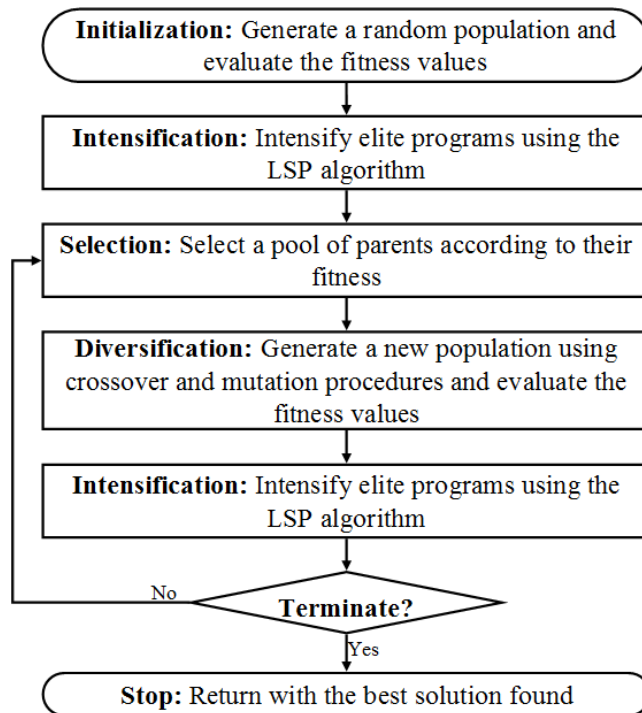 Initialization: Generate a random population and
evaluate the fitness values
Intensification: Intensify elite programs using the
LSP algorithm
Selection: Select a pool of parents according to their
fitness
Diversification: Generate a new population using
crossover and mutation procedures and evaluate the
fitness values
Intensification: Intensify elite programs using the
LSP algorithm
No
Terminate?
Yes
Stop: Return with the best solution found